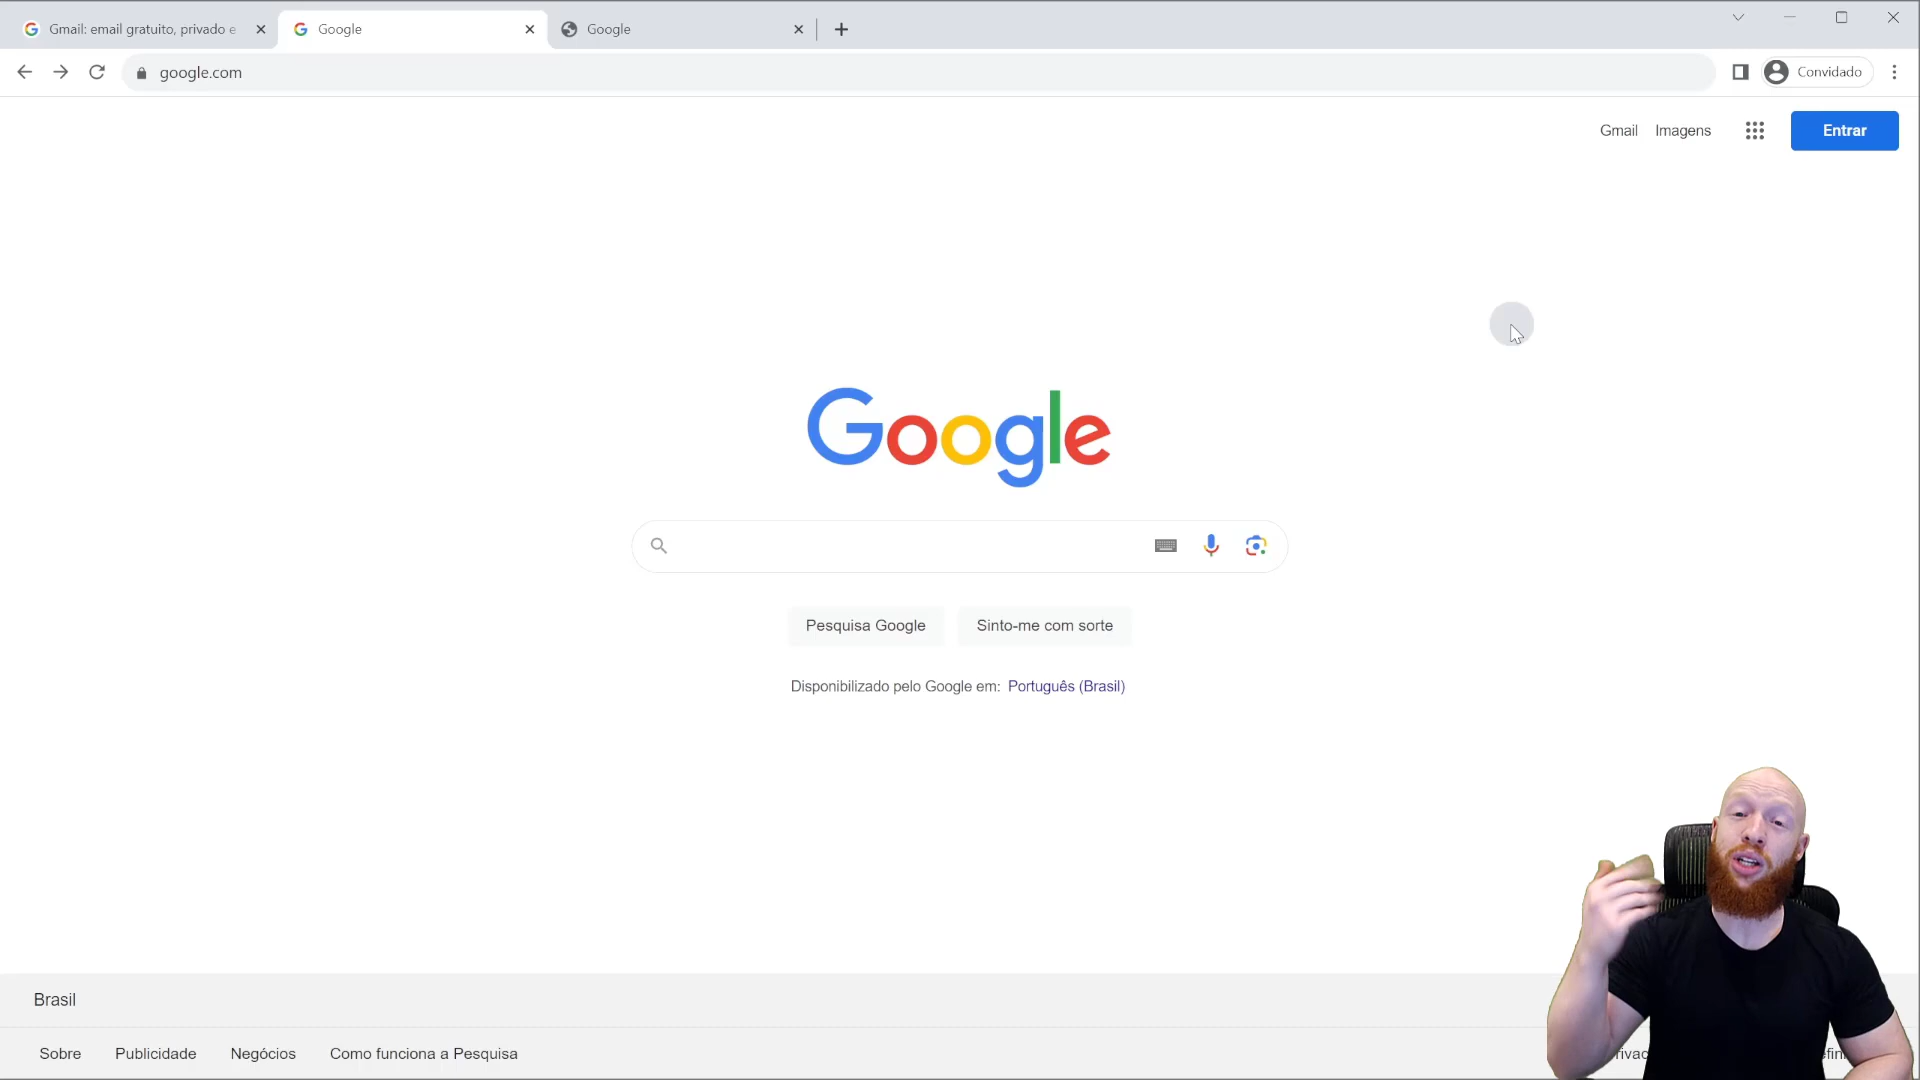 Gmail: email gratuito, privado e
Google
Google
google.com
Convidado
Gmail
Imagens
Entrar
Google
Pesquisa Google
Sinto-me com sorte
Disponibilizado pelo Google em: Português (Brasil)
Brasil
Sobre
Publicidade
Negócios
Como funciona a Pesquisa